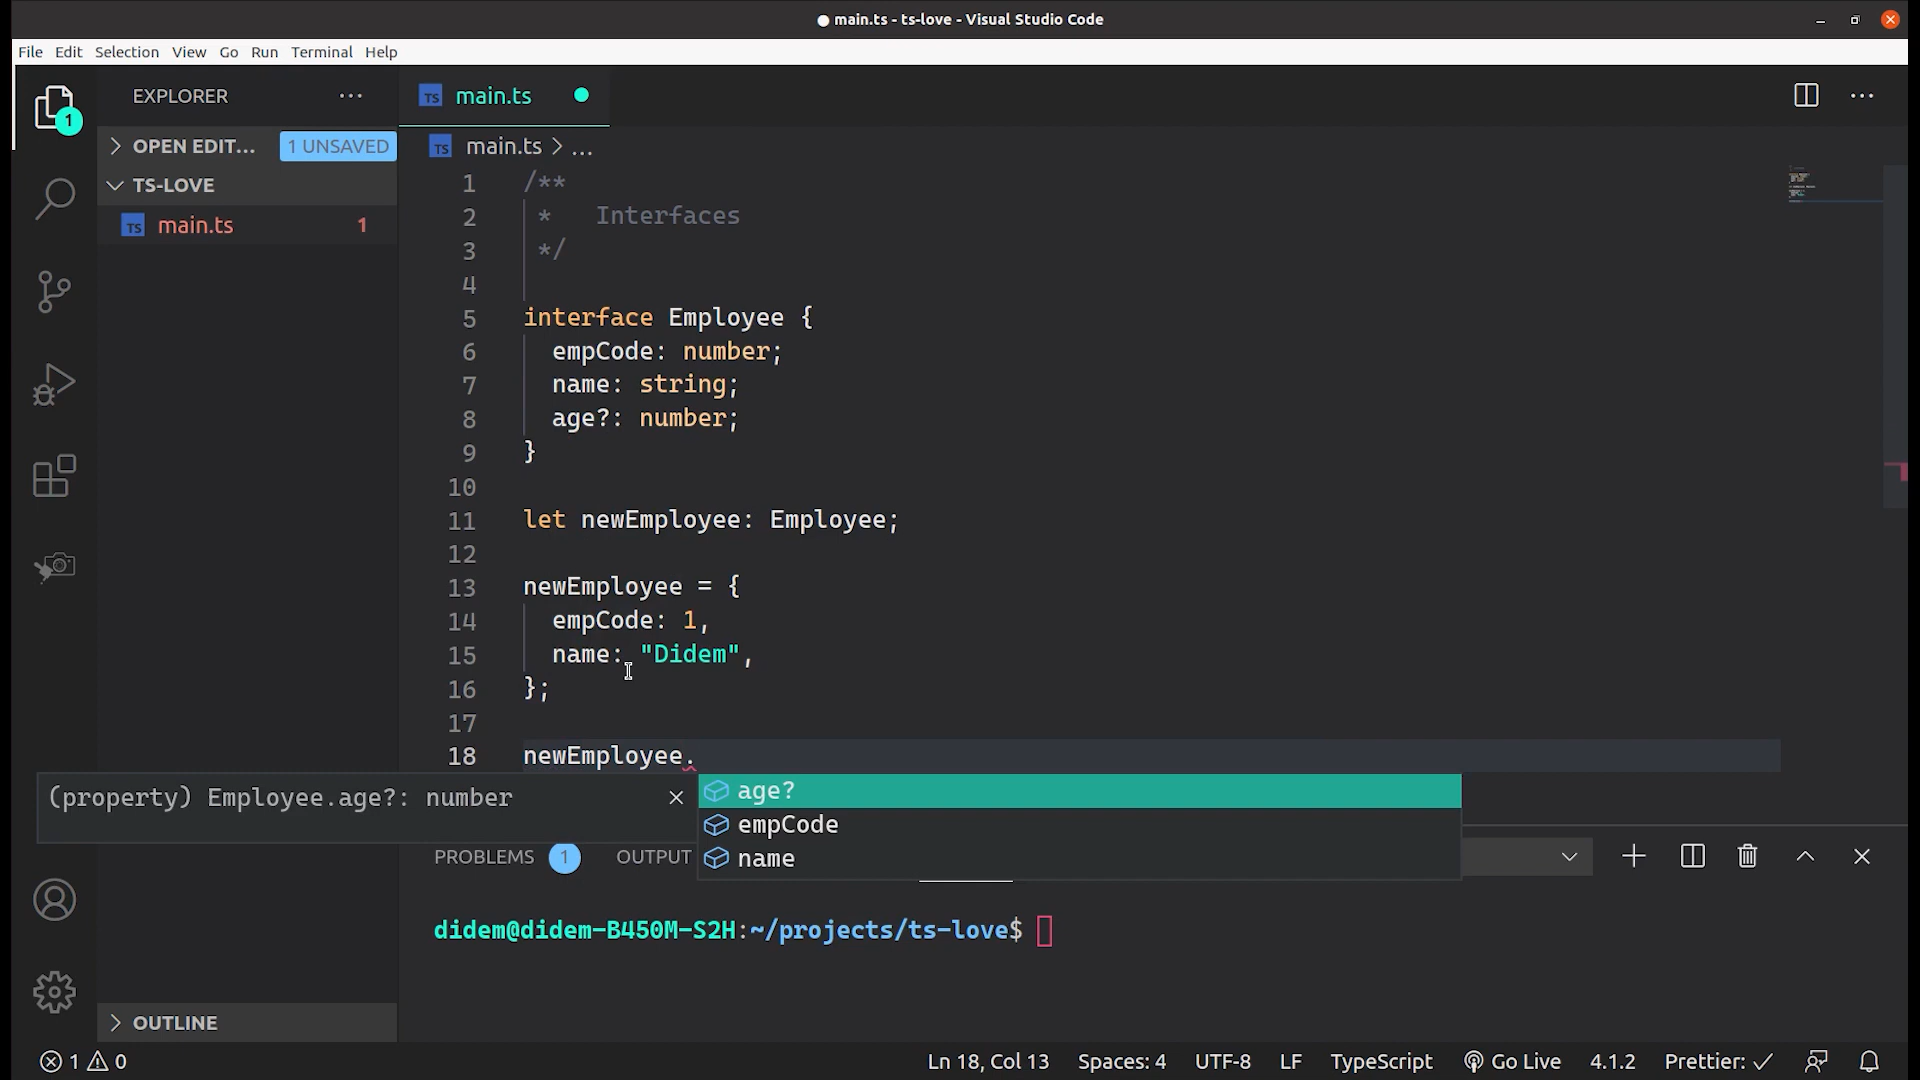 main.ts - ts-love - Visual Studio Code
File Edit Selection View Go Run Terminal Help
EXPLORER
TS main.ts
1
OPEN EDIT... 1 UNSAVED
TS main.ts > ...
TS-LOVE
TS main.ts 1
1 /**
2 * Interfaces
3 */
4
5 interface Employee {
6 empCode: number;
7 name: string;
8 age?: number;
9 }
10
11 let newEmployee: Employee;
12
13 newEmployee = {
14 empCode: 1,
15 name: "Didem",
16 };
17
18 newEmployee.
(property) Employee.age?: number
age?
empCode
name
PROBLEMS 1 OUTPUT
didem@didem-B450M-S2H:~/projects/ts-love$
OUTLINE
1 0 Ln 18, Col 13 Spaces: 4 UTF-8 LF TypeScript Go Live 4.1.2 Prettier: ✓